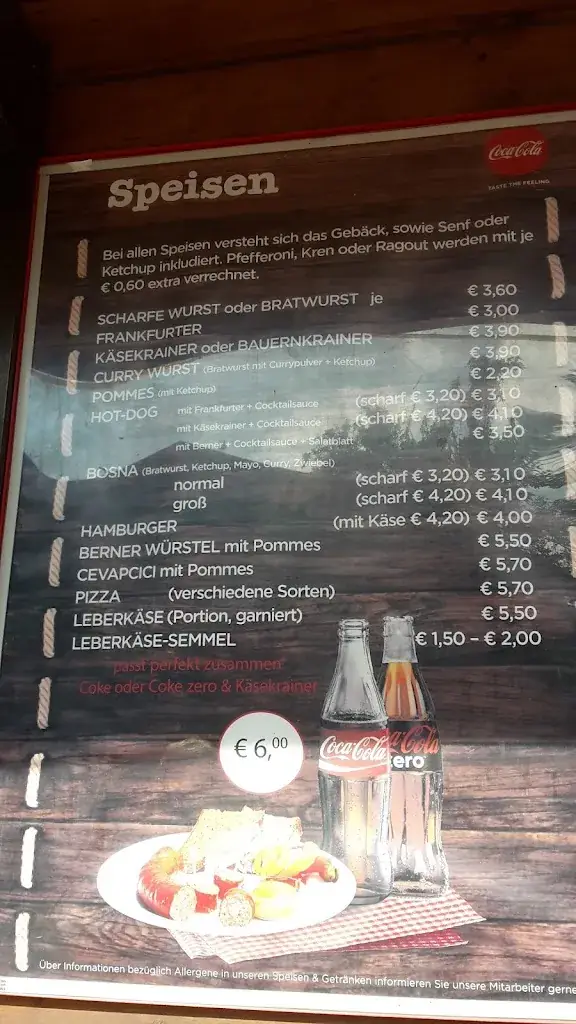 Coca-Cola
TASTE THE FEELING
Speisen
Bei allen Speisen versteht sich das Gebäck, sowie Senf oder
Ketchup inkludiert. Pfefferoni, Kren oder Ragout werden mit je
€ 0,60 extra verrechnet.
SCHARFE WURST oder BRATWURST je € 3,60
FRANKFURTER € 3,00
KÄSEKRAINER oder BAUERNKRAINER € 3,90
CURRY WURST (Bratwurst mit Currypulver + Ketchup) € 3,90
POMMES (mit Ketchup) € 2,20
HOT-DOG mit Frankfurter + Cocktailsauce (scharf € 3,20) € 3,10
mit Käsekrainer + Cocktailsauce (scharf € 4,20) € 4,10
mit Berner + Cocktailsauce + Salatblatt € 3,50
BOSNA (Bratwurst, Ketchup, Mayo, Curry, Zwiebel)
normal (scharf € 3,20) € 3,10
groß (scharf € 4,20) € 4,10
HAMBURGER (mit Käse € 4,20) € 4,00
BERNER WÜRSTEL mit Pommes € 5,50
CEVAPCICI mit Pommes € 5,70
PIZZA (verschiedene Sorten) € 5,70
LEBERKÄSE (Portion, garniert) € 5,50
LEBERKÄSE-SEMMEL € 1,50 – € 2,00
passt perfekt zusammen
Coke oder Coke zero & Käsekrainer
€ 6,00
Coca-Cola
Coca-Cola
zero
Über Informationen bezüglich Allergene in unseren Speisen & Getränken informieren Sie unsere Mitarbeiter gerne